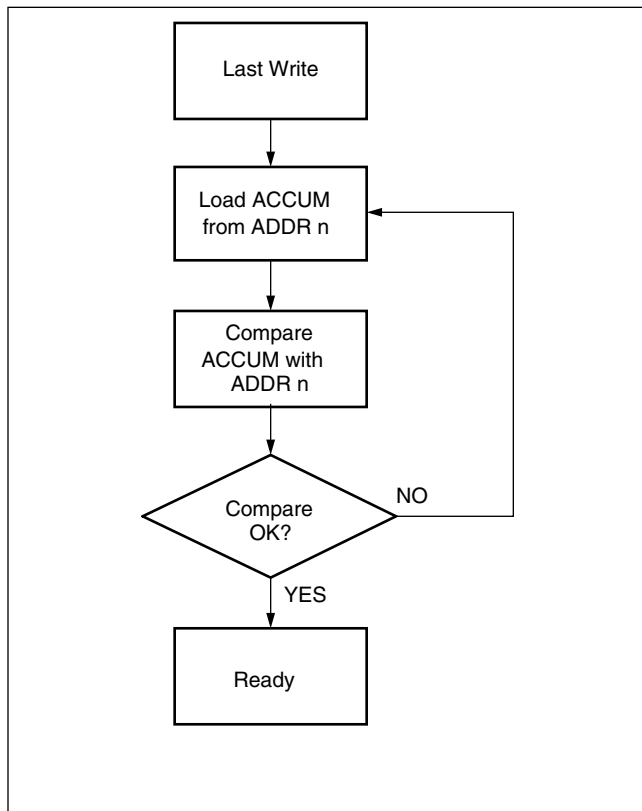 Last Write
Load ACCUM
from ADDR n
Compare
ACCUM with
ADDR n
Compare
OK?
NO
YES
Ready